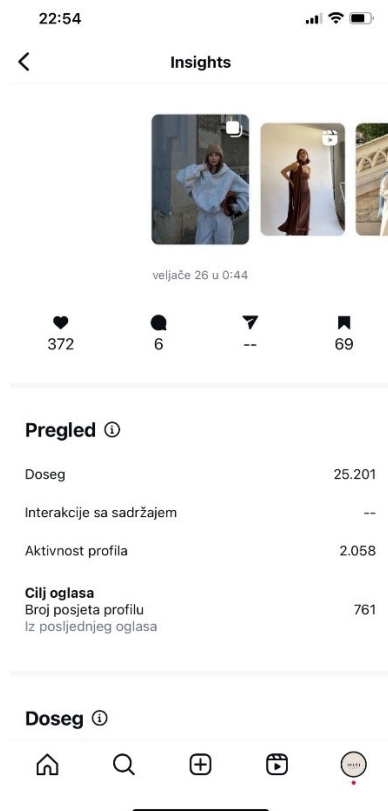 22:54
Insights
veljače 26 u 0:44
372
6
--
69
Pregled
Doseg 25.201
Interakcije sa sadržajem --
Aktivnost profila 2.058
Cilj oglasa
Broj posjeta profilu 761
Iz posljednjeg oglasa
Doseg